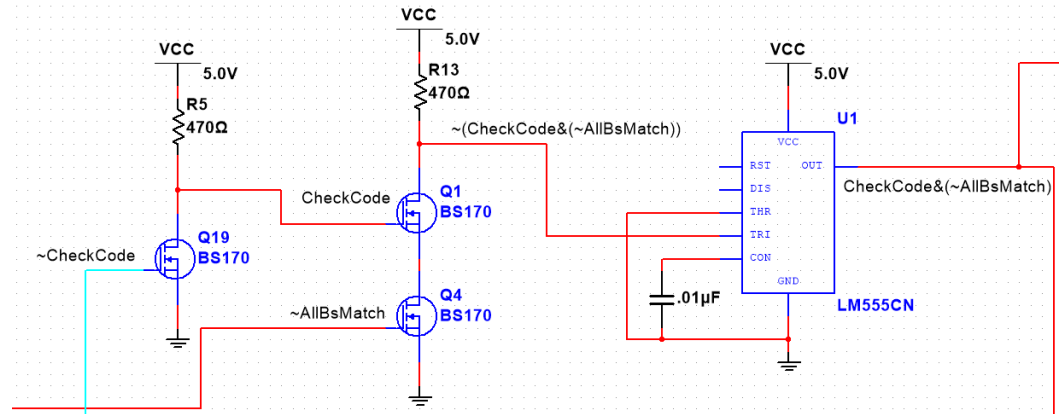 VCC
5.0V
R5
470Ω
~CheckCode
Q19
BS170
VCC
5.0V
R13
470Ω
~(CheckCode&(~AllBsMatch))
CheckCode
Q1
BS170
~AllBsMatch
Q4
BS170
VCC
5.0V
U1
VCC
RST
OUT
DIS
THR
TRI
CON
GND
CheckCode&(~AllBsMatch)
.01µF
LM555CN